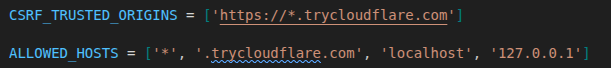 CSRF_TRUSTED_ORIGINS = ['https://*.trycloudflare.com']
ALLOWED_HOSTS = ['*', '.trycloudflare.com', 'localhost', '127.0.0.1']